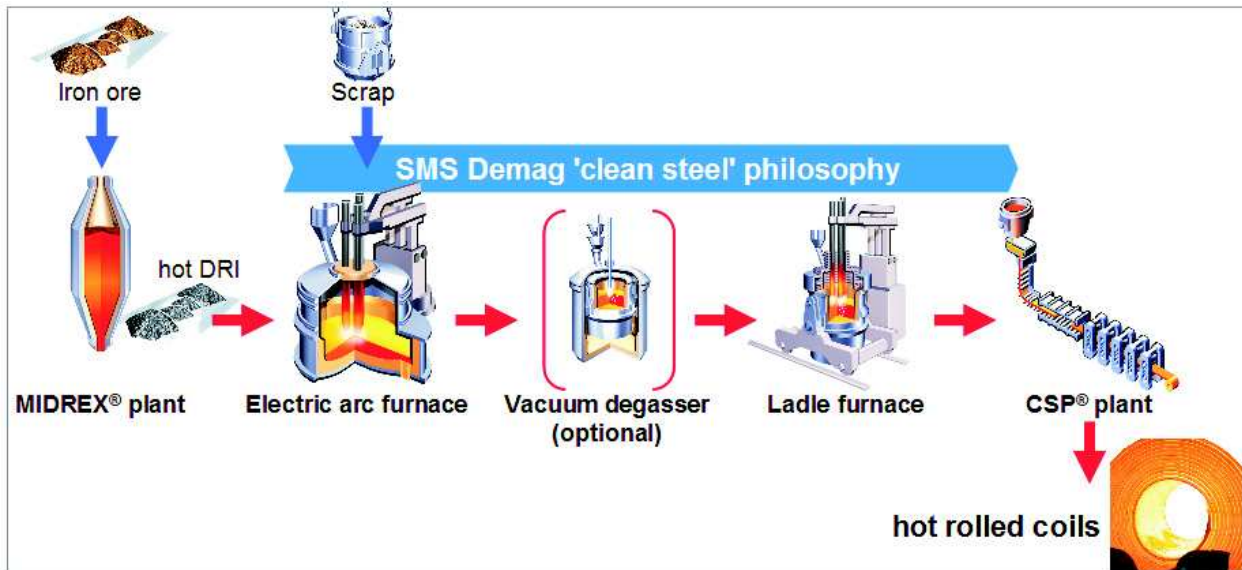 Iron ore
Scrap
SMS Demag 'clean steel' philosophy
hot DRI
MIDREX® plant
Electric arc furnace
Vacuum degasser
(optional)
Ladle furnace
CSP® plant
hot rolled coils